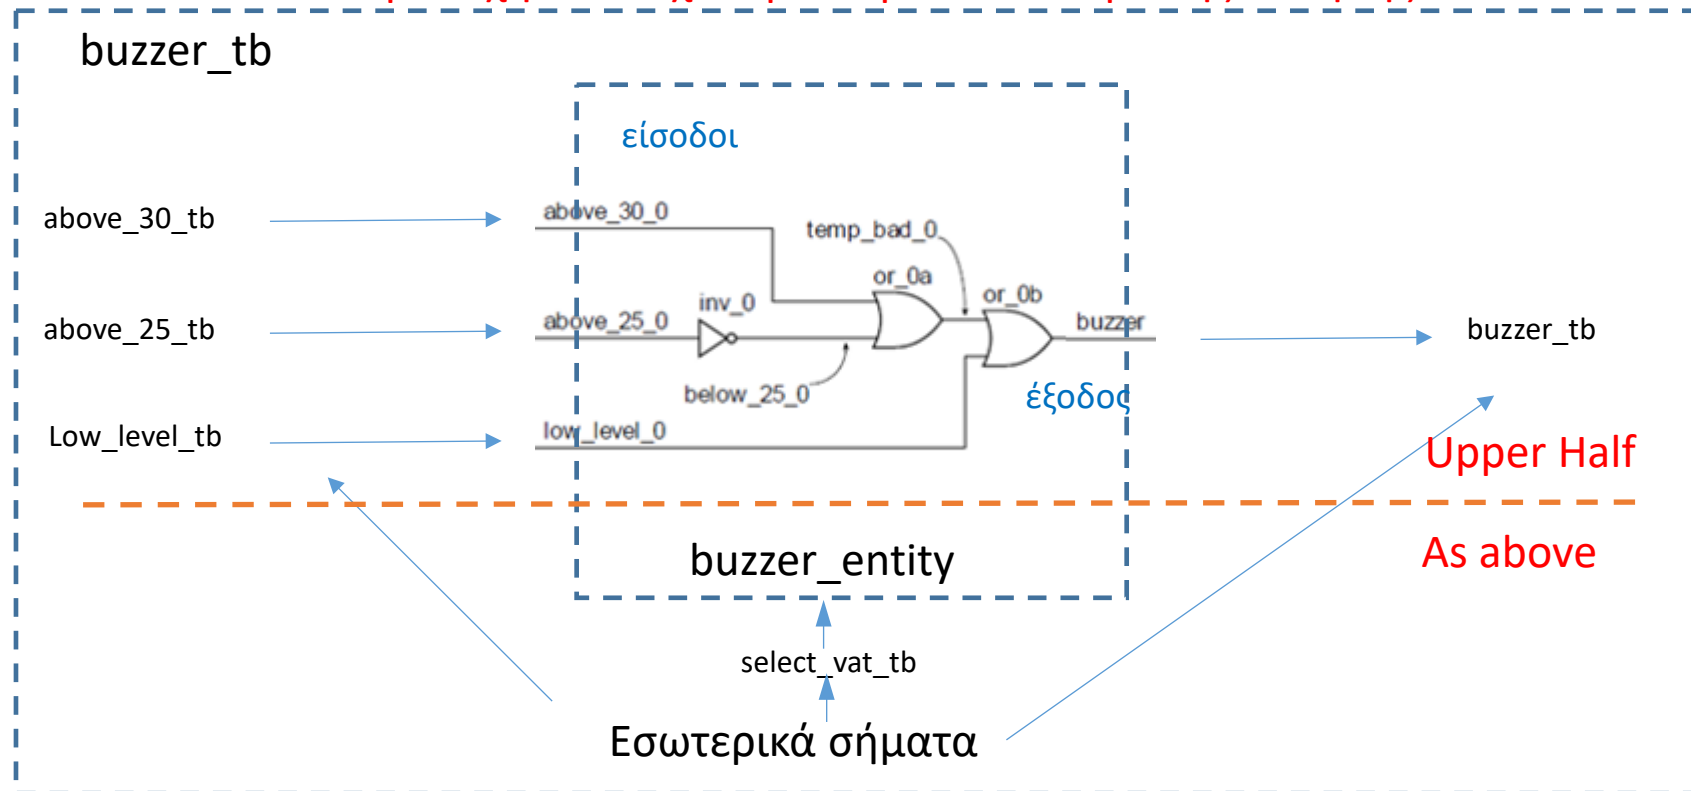 buzzer_tb
είσοδοι
above_30_tb
above_30_0
temp_bad_0
or_0a
or_0b
inv_0
above_25_tb
above_25_0
buzzer
buzzer_tb
below_25_0
έξοδος
Low_level_tb
low_level_0
Upper Half
buzzer_entity
As above
select_vat_tb
Εσωτερικά σήματα